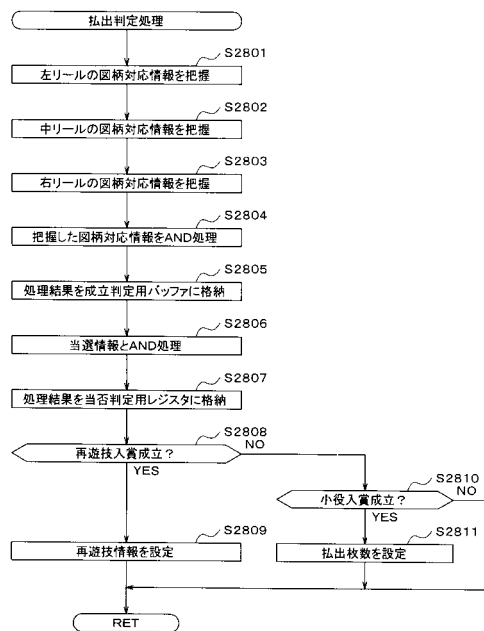 払出判定処理
S2801
左リールの図柄対応情報を把握
S2802
中リールの図柄対応情報を把握
S2803
右リールの図柄対応情報を把握
S2804
把握した図柄対応情報をAND処理
S2805
処理結果を成立判定用バッファに格納
S2806
当選情報とAND処理
S2807
処理結果を当否判定用レジスタに格納
S2808
再遊技入賞成立？
NO
YES
S2810
小役入賞成立？
NO
YES
S2809
再遊技情報を設定
S2811
払出枚数を設定
RET